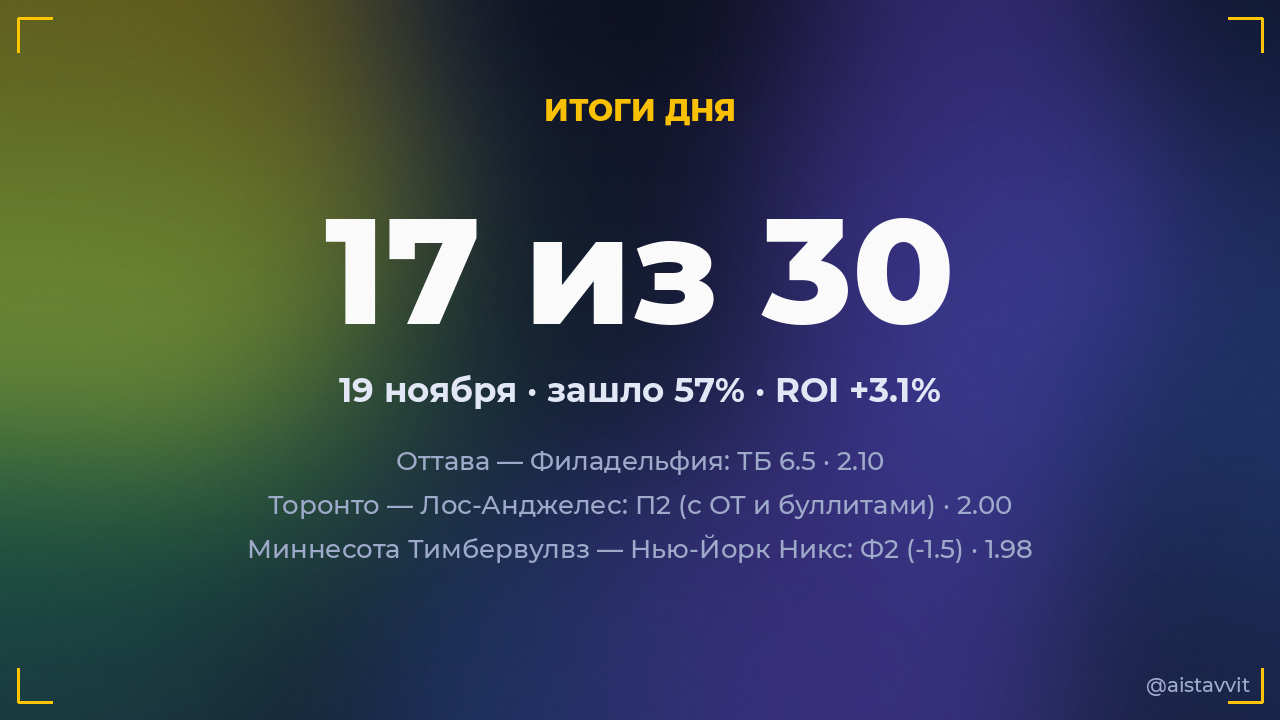 ИТОГИ ДНЯ
17 из 30
19 ноября · зашло 57% · ROI +3.1%
Оттава — Филадельфия: ТБ 6.5 · 2.10
Торонто — Лос-Анджелес: П2 (с ОТ и буллитами) · 2.00
Миннесота Тимбервулвз — Нью-Йорк Никс: Ф2 (-1.5) · 1.98
@aistavvit